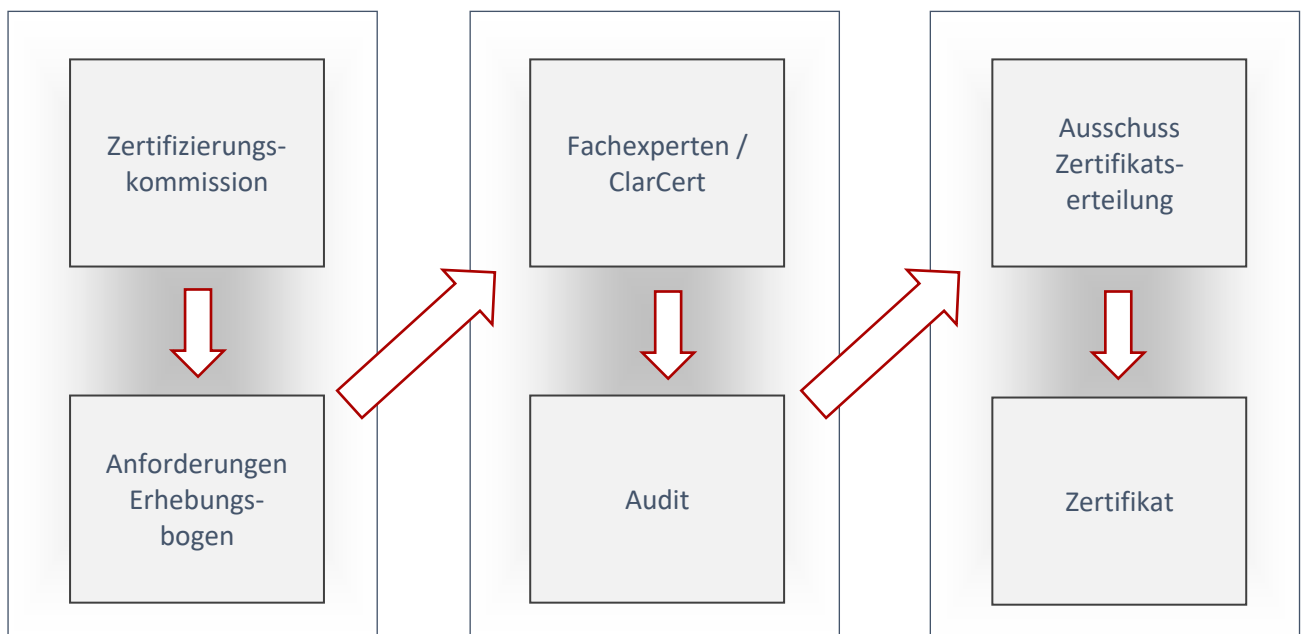 Zertifizierungs-
kommission
Anforderungen
Erhebungs-
bogen
Fachexperten /
ClarCert
Audit
Ausschuss
Zertifikats-
erteilung
Zertifikat